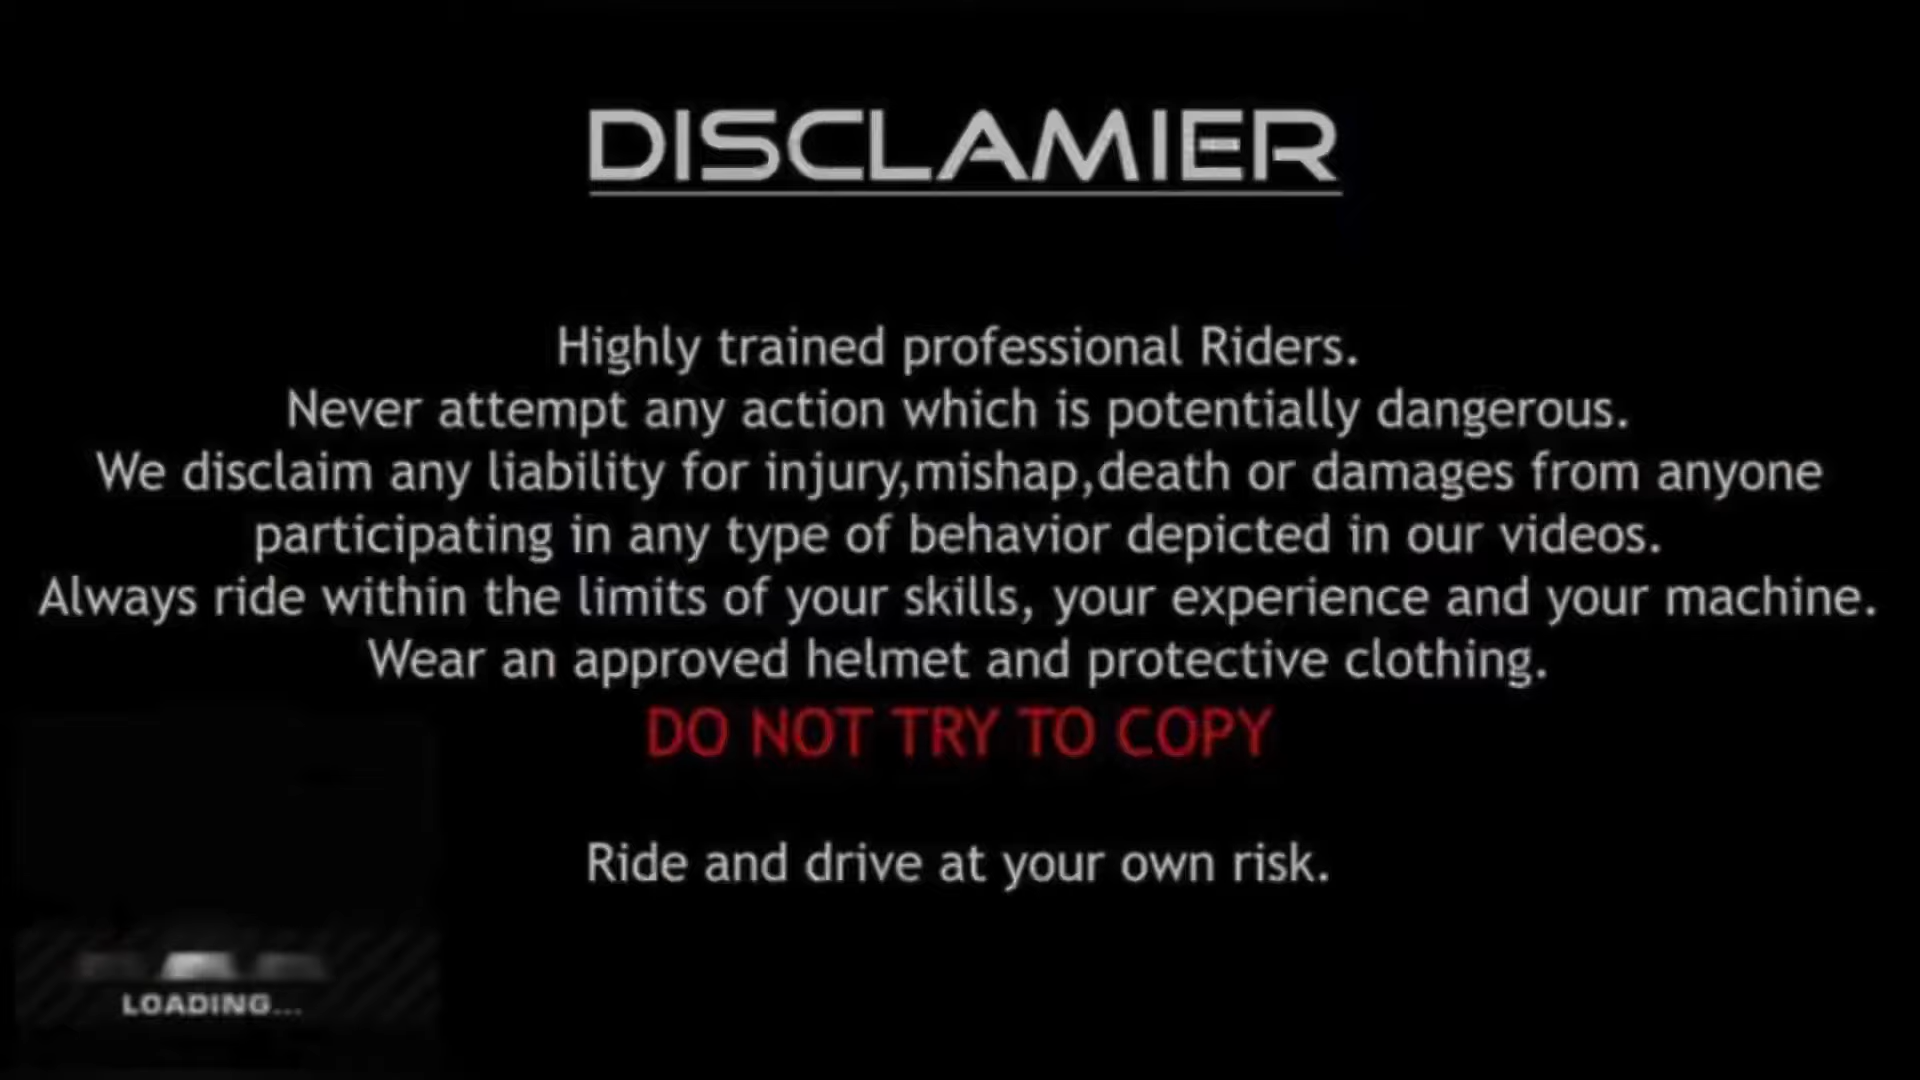 DISCLAMIER
Highly trained professional Riders.
Never attempt any action which is potentially dangerous.
We disclaim any liability for injury,mishap,death or damages from anyone
participating in any type of behavior depicted in our videos.
Always ride within the limits of your skills, your experience and your machine.
Wear an approved helmet and protective clothing.
DO NOT TRY TO COPY
Ride and drive at your own risk.
LOADING...